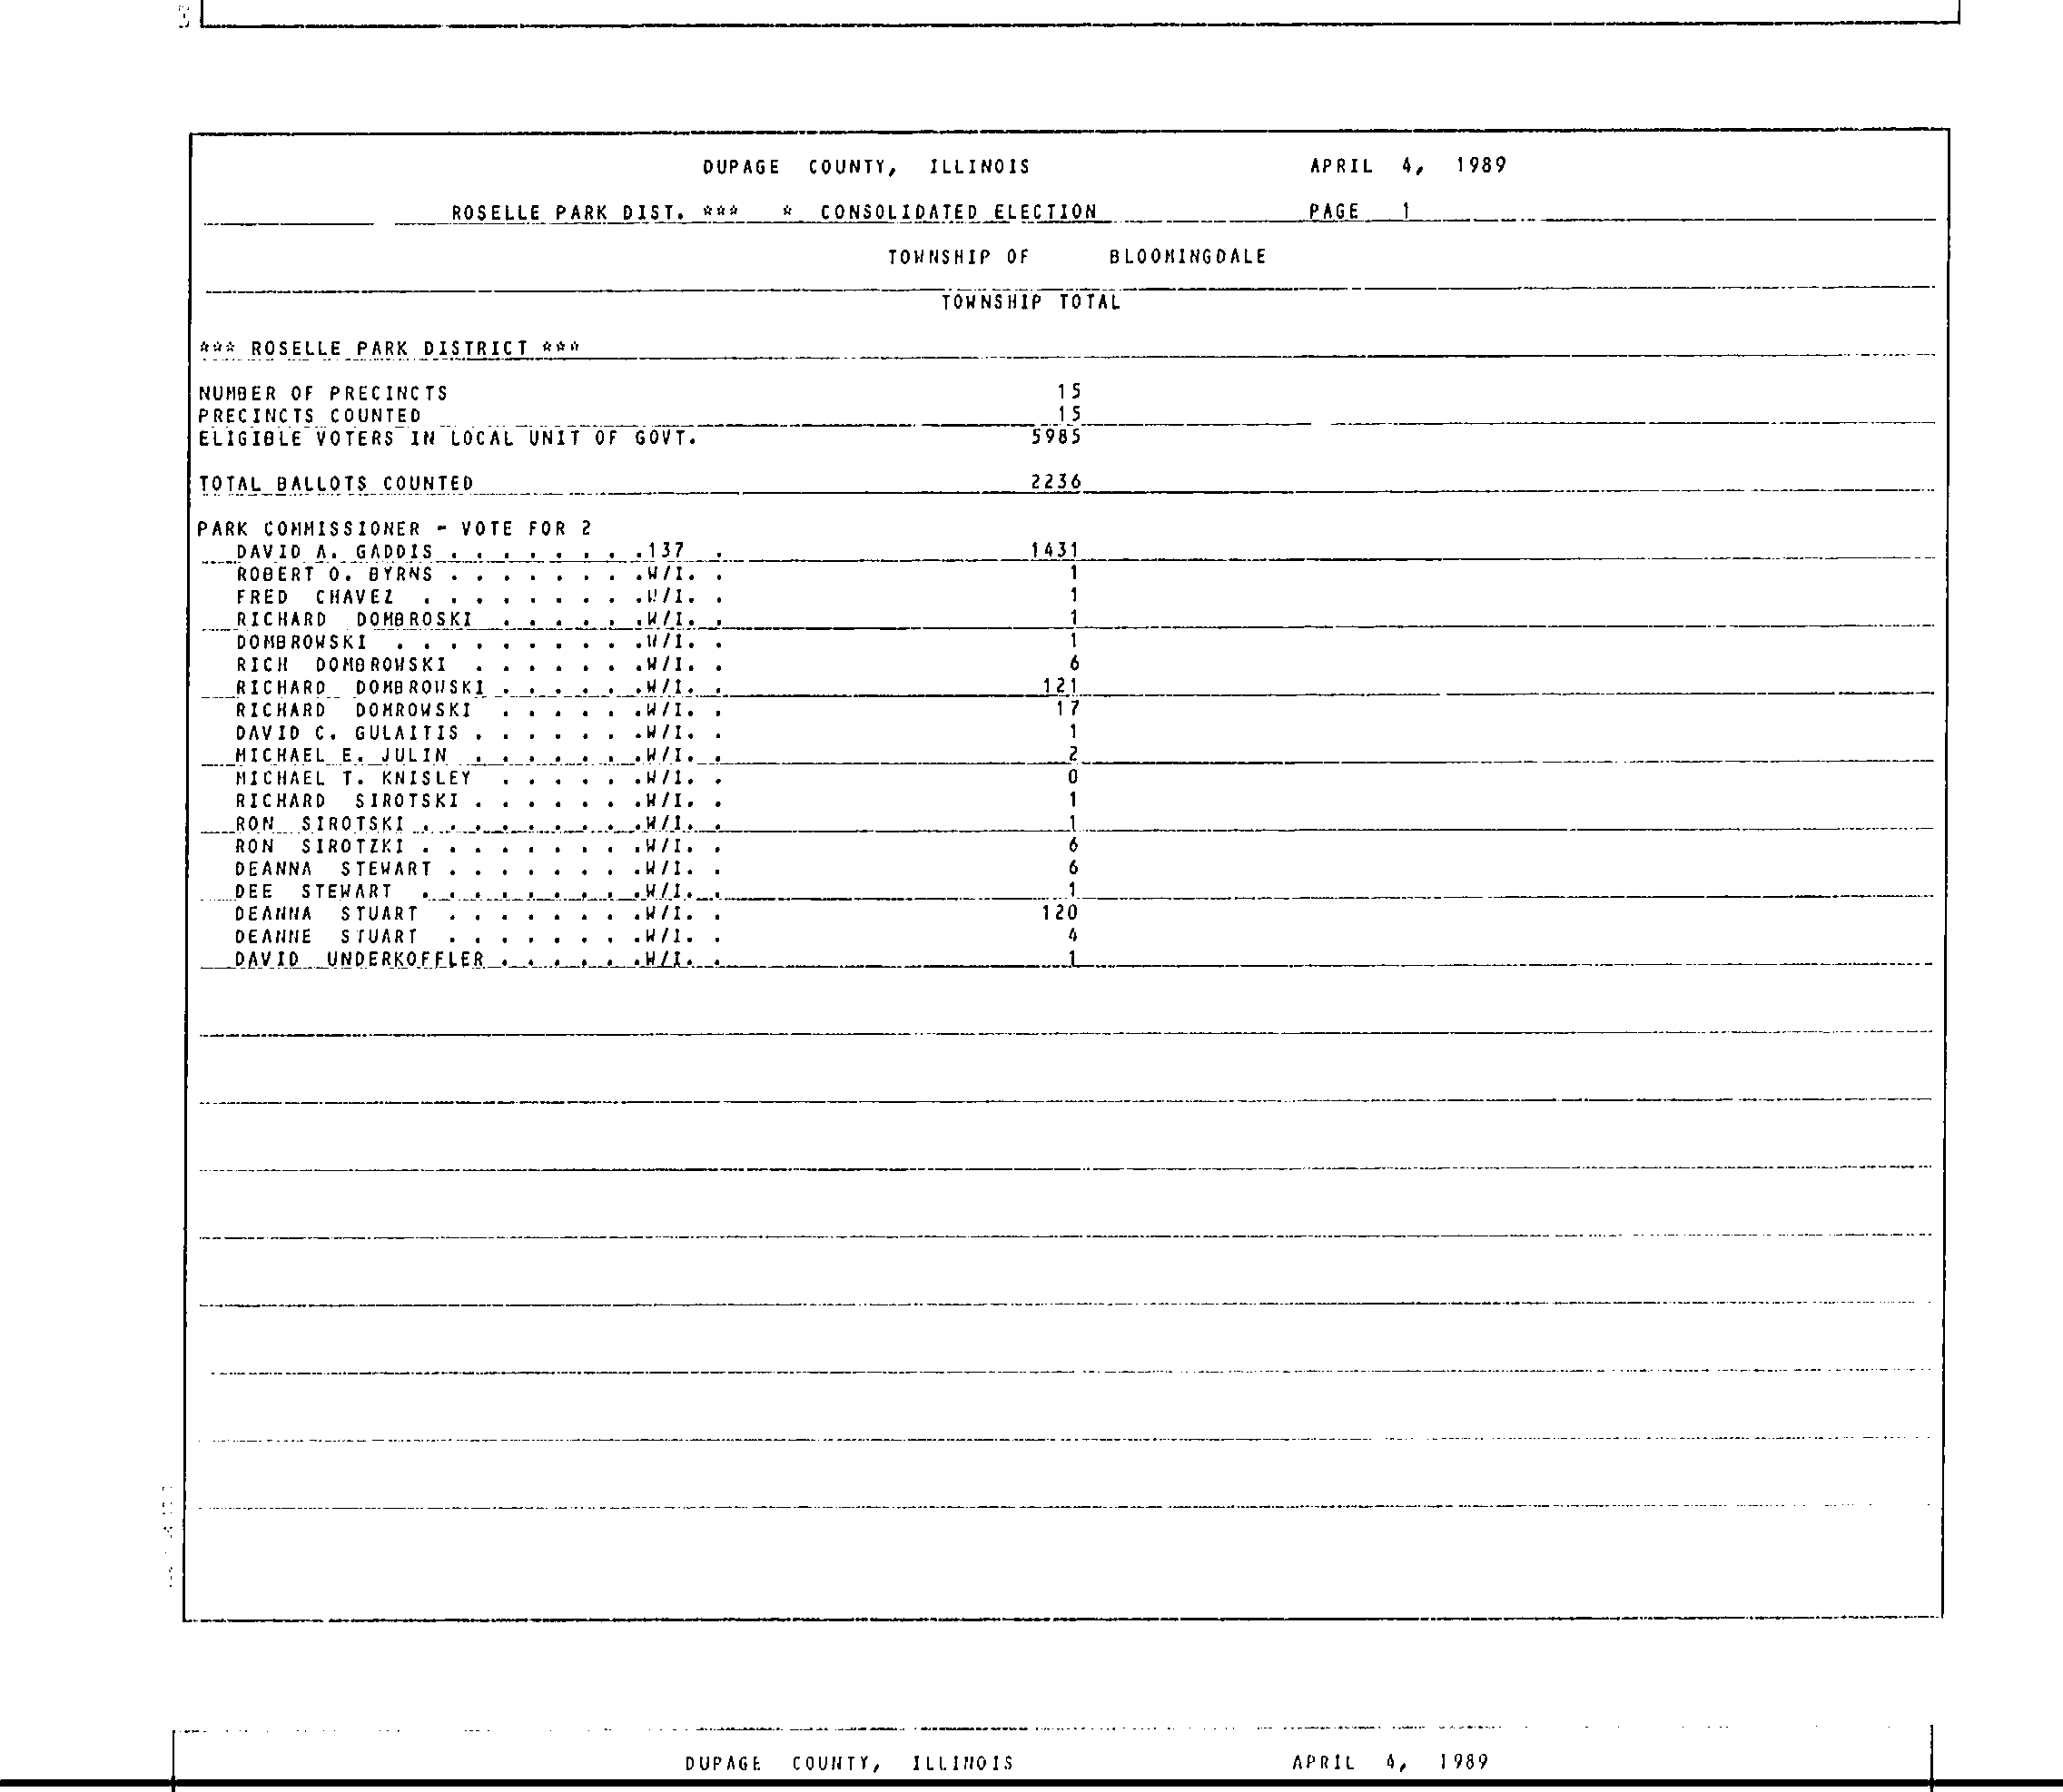 DUPAGE COUNTY, ILLINOIS APRIL 4, 1989
ROSELLE PARK DIST. *** * CONSOLIDATED ELECTION PAGE 1
TOWNSHIP OF BLOOMINGDALE
TOWNSHIP TOTAL
*** ROSELLE PARK DISTRICT ***
NUMBER OF PRECINCTS 15
PRECINCTS COUNTED 15
ELIGIBLE VOTERS IN LOCAL UNIT OF GOVT. 5985
TOTAL BALLOTS COUNTED 2236
PARK COMMISSIONER - VOTE FOR 2
DAVID A. GADDIS . . . . . . . .137 . 1431
ROBERT O. BYRNS . . . . . . . .W/I. . 1
FRED CHAVEZ . . . . . . . . .W/I. . 1
RICHARD DOMBROSKI . . . . . .W/I. . 1
DOMBROWSKI . . . . . . . . . .W/I. . 1
RICH DOMBROWSKI . . . . . . .W/I. . 6
RICHARD DOMBROWSKI . . . . . .W/I. . 121
RICHARD DOMROWSKI . . . . . .W/I. . 17
DAVID C. GULAITIS . . . . . . .W/I. . 1
MICHAEL E. JULIN . . . . . . .W/I. . 2
MICHAEL T. KNISLEY . . . . . .W/I. . 0
RICHARD SIROTSKI . . . . . . .W/I. . 1
RON SIROTSKI . . . . . . . . .W/I. . 1
RON SIROTZKI . . . . . . . . .W/I. . 6
DEANNA STEWART . . . . . . . .W/I. . 6
DEE STEWART . . . . . . . . .W/I. . 1
DEANNA STUART . . . . . . . .W/I. . 120
DEANNE STUART . . . . . . . .W/I. . 4
DAVID UNDERKOFFLER . . . . . .W/I. . 1
DUPAGE COUNTY, ILLINOIS APRIL 4, 1989